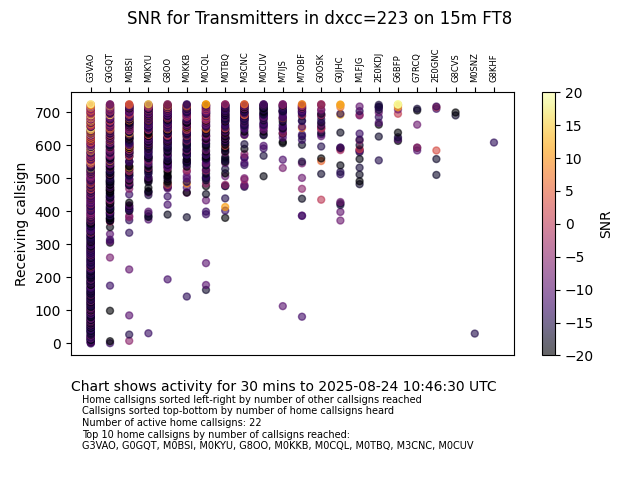 SNR for Transmitters in dxcc=223 on 15m FT8
G3VAO G0GQT M0BSI M0KYU G8OO M0KKB M0CQL M0TBQ M3CNC M0CUV M7IJS M7OBF G0OSK G0JHC M1FJG 2E0KDJ G6BFP G7RCQ 2E0GNC G8CVS M0SNZ G8KHF
700
600
500
400
300
200
100
0
Receiving callsign
20
15
10
5
0
−5
−10
−15
−20
SNR
Chart shows activity for 30 mins to 2025-08-24 10:46:30 UTC
Home callsigns sorted left-right by number of other callsigns reached
Callsigns sorted top-bottom by number of home callsigns heard
Number of active home callsigns: 22
Top 10 home callsigns by number of callsigns reached:
G3VAO, G0GQT, M0BSI, M0KYU, G8OO, M0KKB, M0CQL, M0TBQ, M3CNC, M0CUV